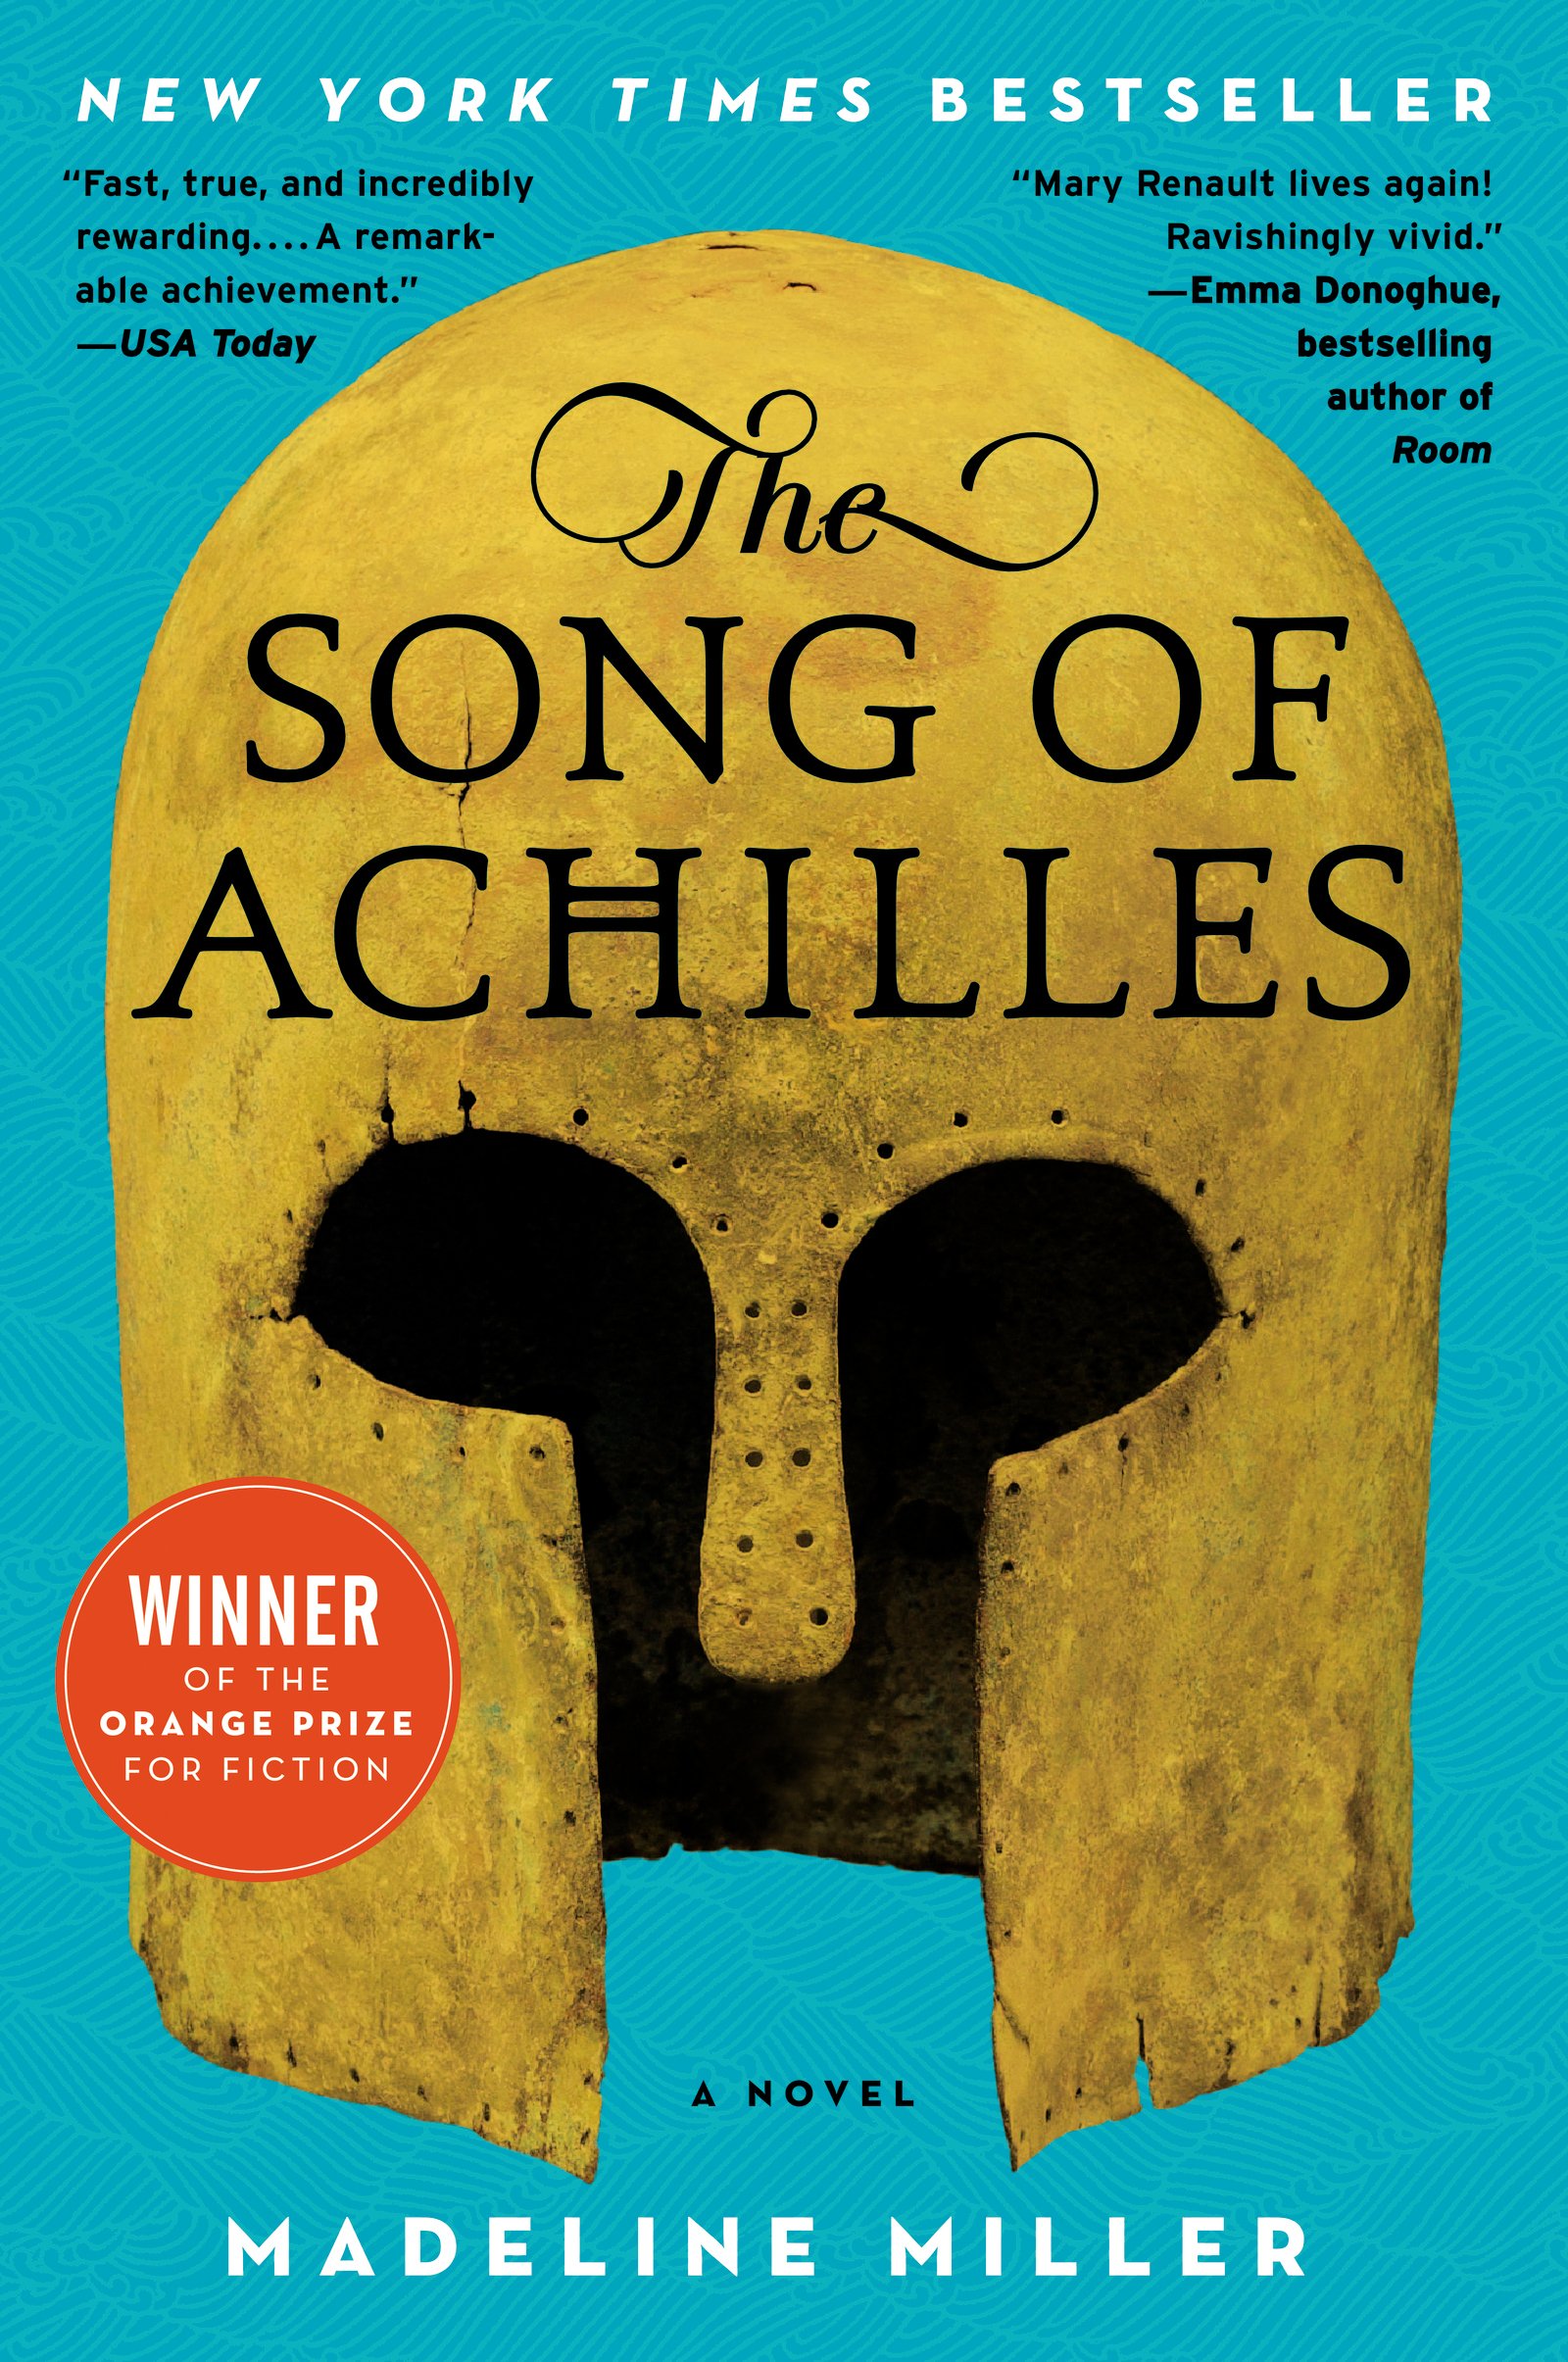 NEW YORK TIMES BESTSELLER
“Fast, true, and incredibly
rewarding....A remark-
able achievement.”
—USA Today
“Mary Renault lives again!
Ravishingly vivid.”
—Emma Donoghue,
bestselling
author of
Room
The
SONG OF
ACHILLES
WINNER
OF THE
ORANGE PRIZE
FOR FICTION
A NOVEL
MADELINE MILLER